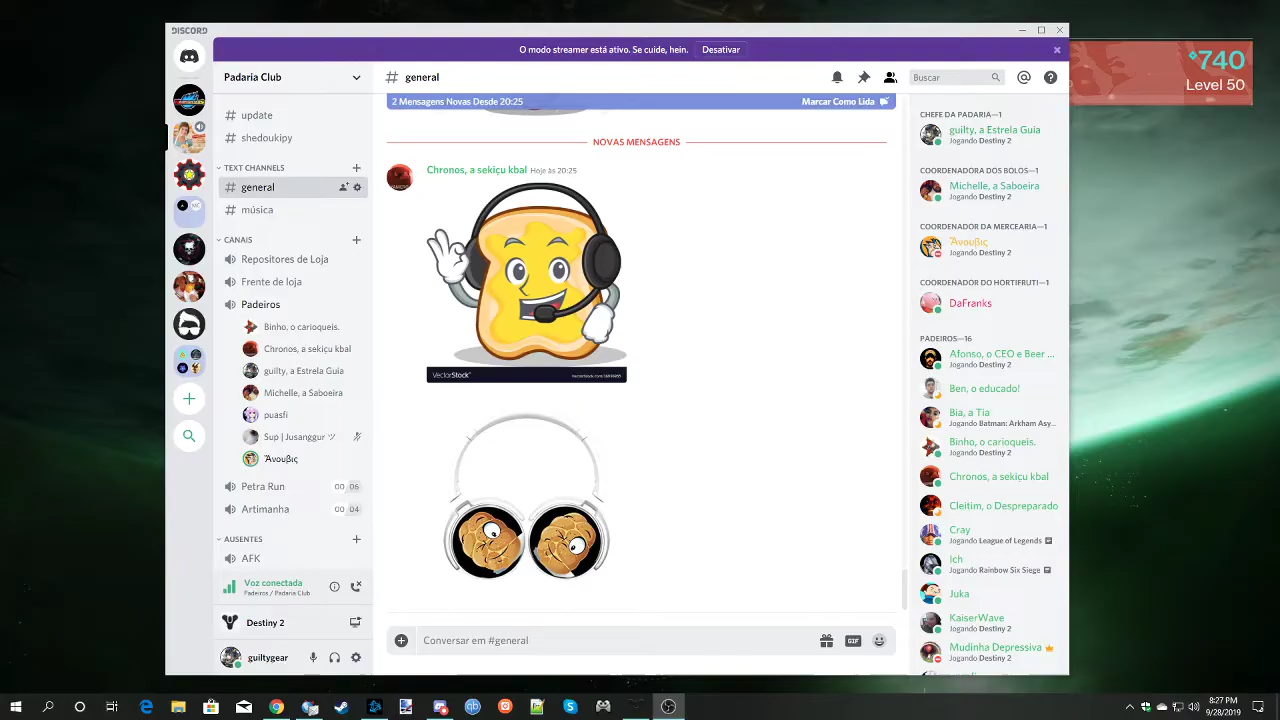 DISCORD
O modo streamer está ativo. Se cuide, hein. Desativar
740
Level 50
Padaria Club
general
Buscar
2 Mensagens Novas Desde 20:25 Marcar Como Lida
update
shedoukipy
TEXT CHANNELS
general
música
CANAIS
Repositores de Loja
Frente de loja
Padeiros
Binho, o carioqueis.
Chronos, a sekiçu kbal
guilty, a Estrela Guia
Michelle, a Saboeira
puasfi
Sup | Jusanggur ツ
Ἄνουβις
Petra Run 00 06
Artimanha 00 04
AUSENTES
AFK
Voz conectada
Padeiros / Padaria Club
Destiny 2
guiltygear
NOVAS MENSAGENS
Chronos, a sekiçu kbal Hoje às 20:25
VectorStock
Conversar em #general
GIF
CHEFE DA PADARIA—1
guilty, a Estrela Guia
Jogando Destiny 2
COORDENADORA DOS BOLOS—1
Michelle, a Saboeira
Jogando Destiny 2
COORDENADOR DA MERCEARIA—1
Ἄνουβις
Jogando Destiny 2
COORDENADOR DO HORTIFRUTI—1
DaFranks
PADEIROS—16
Afonso, o CEO e Beer ...
Jogando Destiny 2
Ben, o educado!
Bia, a Tia
Jogando Batman: Arkham Asy...
Binho, o carioqueis.
Jogando Destiny 2
Chronos, a sekiçu kbal
Cleitim, o Despreparado
Cray
Jogando League of Legends
Ich
Jogando Rainbow Six Siege
Juka
KaiserWave
Jogando Destiny 2
Mudinha Depressiva
Jogando Destiny 2
8:27 PM
9/28/2019